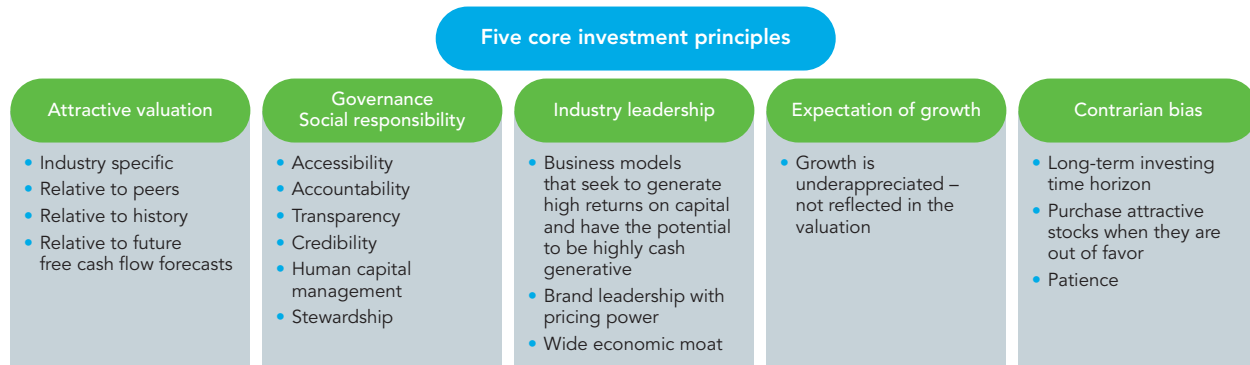 Five core investment principles
Attractive valuation
• Industry specific
• Relative to peers
• Relative to history
• Relative to future
free cash flow forecasts
Governance
Social responsibility
• Accessibility
• Accountability
• Transparency
• Credibility
• Human capital
management
• Stewardship
Industry leadership
• Business models
that seek to generate
high returns on capital
and have the potential
to be highly cash
generative
• Brand leadership with
pricing power
• Wide economic moat
Expectation of growth
• Growth is
underappreciated –
not reflected in the
valuation
Contrarian bias
• Long-term investing
time horizon
• Purchase attractive
stocks when they are
out of favor
• Patience